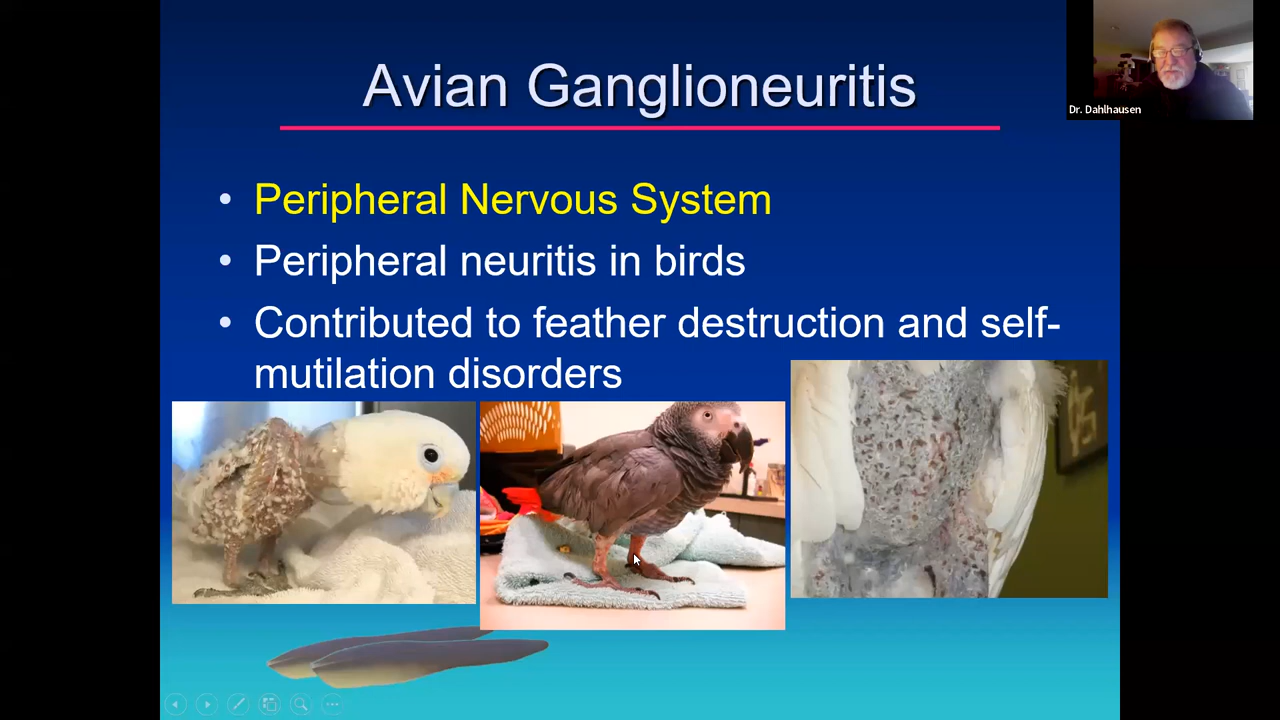 Avian Ganglioneuritis
Dr. Dahlhausen
• Peripheral Nervous System
• Peripheral neuritis in birds
• Contributed to feather destruction and self-
mutilation disorders